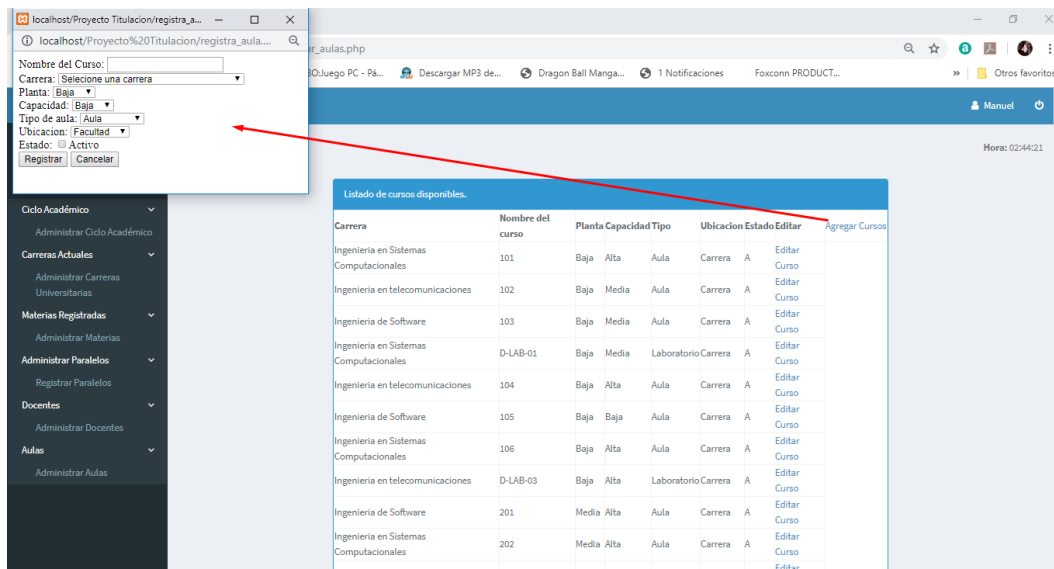 localhost/Proyecto Titulacion/registra_a...
localhost/Proyecto%20Titulacion/registra_aula....
Nombre del Curso:
Carrera: Selecione una carrera
Planta: Baja
Capacidad: Baja
Tipo de aula: Aula
Ubicacion: Facultad
Estado: Activo
Registrar Cancelar
ar_aulas.php
BO:Juego PC - Pá... Descargar MP3 de... Dragon Ball Manga... 1 Notificaciones Foxconn PRODUCT... » Otros favoritos
Manuel
Hora: 02:44:21
Ciclo Académico
Administrar Ciclo Académico
Carreras Actuales
Administrar Carreras
Universitarias
Materias Registradas
Administrar Materias
Administrar Paralelos
Registrar Paralelos
Docentes
Administrar Docentes
Aulas
Administrar Aulas
Listado de cursos disponibles.
Carrera Nombre del curso Planta Capacidad Tipo Ubicacion Estado Editar Agregar Cursos
Ingenieria en Sistemas Computacionales 101 Baja Alta Aula Carrera A Editar Curso
Ingenieria en telecomunicaciones 102 Baja Media Aula Carrera A Editar Curso
Ingenieria de Software 103 Baja Media Aula Carrera A Editar Curso
Ingenieria en Sistemas Computacionales D-LAB-01 Baja Media Laboratorio Carrera A Editar Curso
Ingenieria en telecomunicaciones 104 Baja Alta Aula Carrera A Editar Curso
Ingenieria de Software 105 Baja Baja Aula Carrera A Editar Curso
Ingenieria en Sistemas Computacionales 106 Baja Alta Aula Carrera A Editar Curso
Ingenieria en telecomunicaciones D-LAB-03 Baja Alta Laboratorio Carrera A Editar Curso
Ingenieria de Software 201 Media Alta Aula Carrera A Editar Curso
Ingenieria en Sistemas Computacionales 202 Media Alta Aula Carrera A Editar Curso
Editar